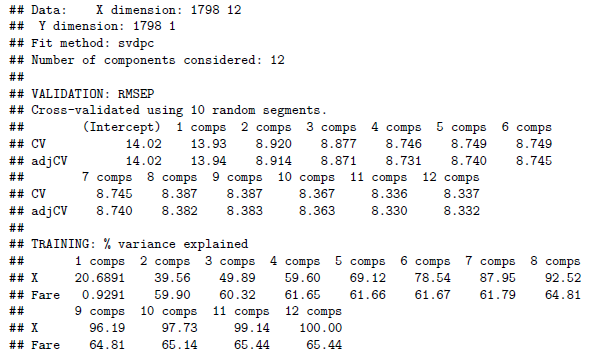 ## Data: X dimension: 1798 12
## Y dimension: 1798 1
## Fit method: svdpc
## Number of components considered: 12
##
## VALIDATION: RMSEP
## Cross-validated using 10 random segments.
## (Intercept) 1 comps 2 comps 3 comps 4 comps 5 comps 6 comps
## CV 14.02 13.93 8.920 8.877 8.746 8.749 8.749
## adjCV 14.02 13.94 8.914 8.871 8.731 8.740 8.745
## 7 comps 8 comps 9 comps 10 comps 11 comps 12 comps
## CV 8.745 8.387 8.387 8.367 8.336 8.337
## adjCV 8.740 8.382 8.383 8.363 8.330 8.332
##
## TRAINING: % variance explained
## 1 comps 2 comps 3 comps 4 comps 5 comps 6 comps 7 comps 8 comps
## X 20.6891 39.56 49.89 59.60 69.12 78.54 87.95 92.52
## Fare 0.9291 59.90 60.32 61.65 61.66 61.67 61.79 64.81
## 9 comps 10 comps 11 comps 12 comps
## X 96.19 97.73 99.14 100.00
## Fare 64.81 65.14 65.44 65.44